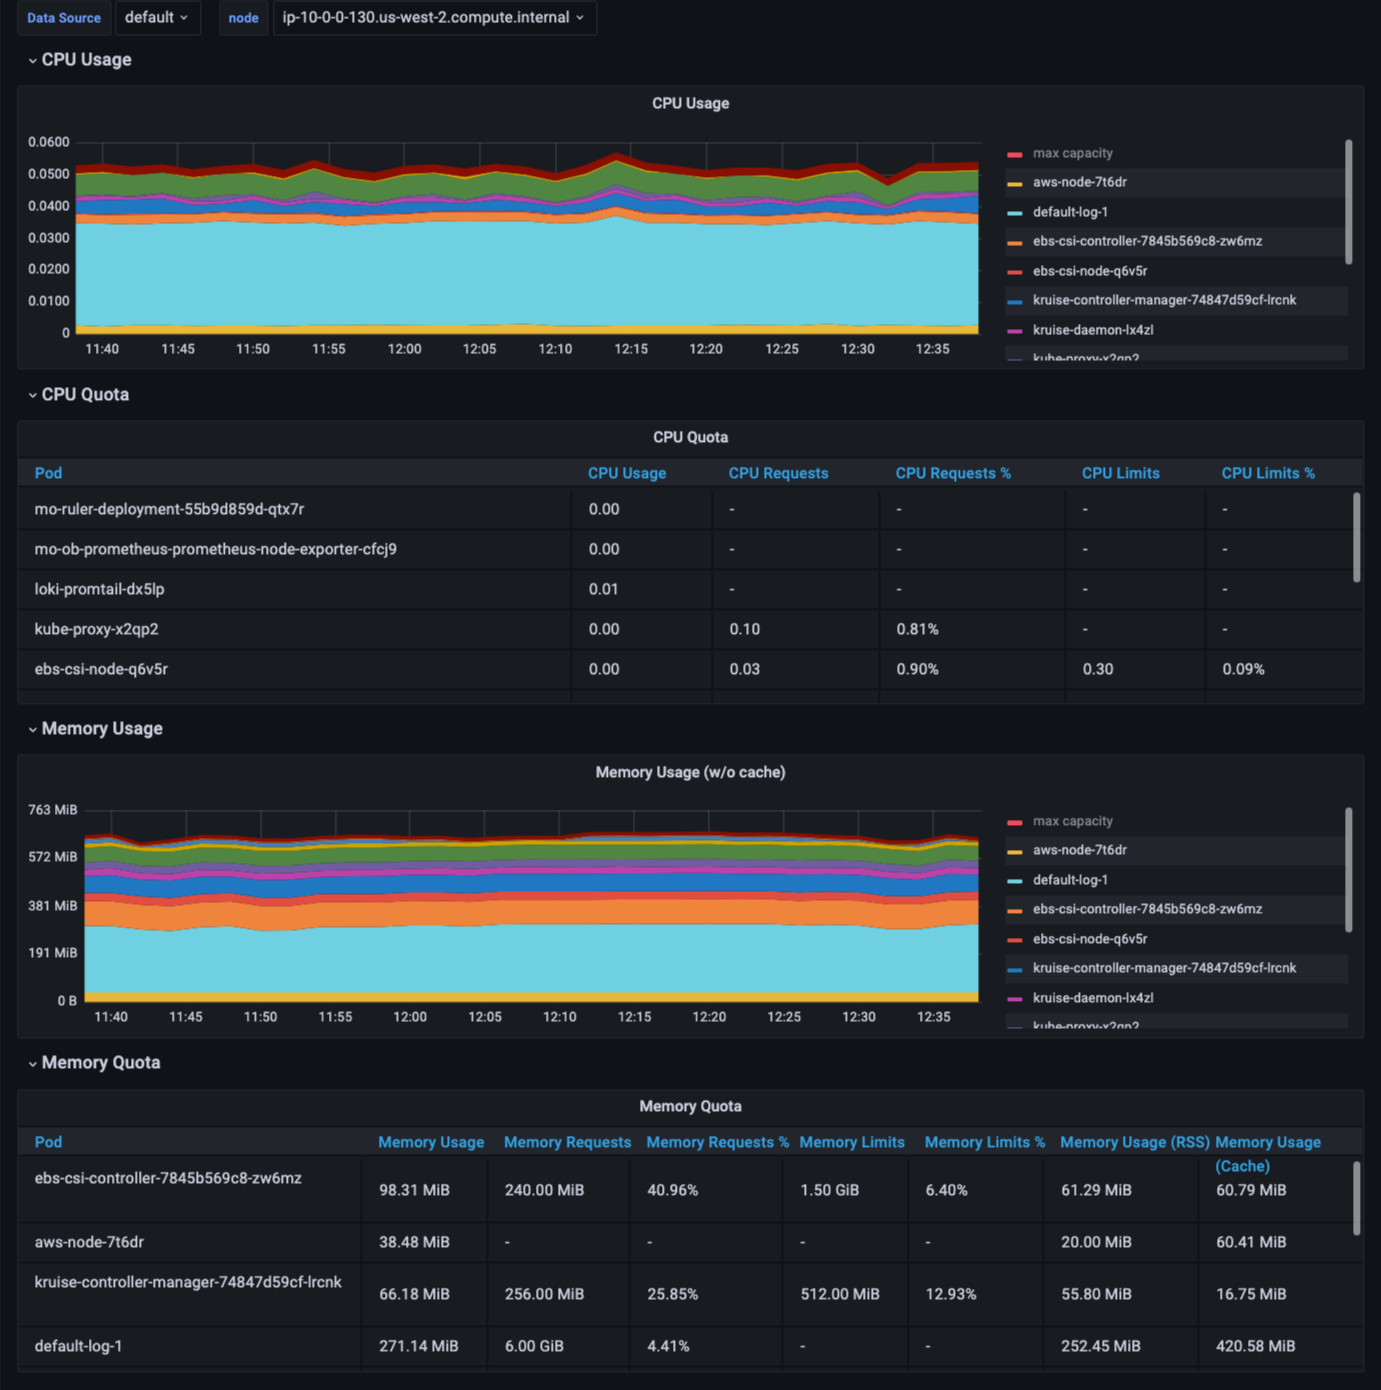 Data Source default node ip-10-0-0-130.us-west-2.compute.internal
CPU Usage
CPU Usage
0.0600
0.0500
0.0400
0.0300
0.0200
0.0100
0
11:40 11:45 11:50 11:55 12:00 12:05 12:10 12:15 12:20 12:25 12:30 12:35
max capacity
aws-node-7t6dr
default-log-1
ebs-csi-controller-7845b569c8-zw6mz
ebs-csi-node-q6v5r
kruise-controller-manager-74847d59cf-lrcnk
kruise-daemon-lx4zl
kube-proxy-x2qp2
CPU Quota
CPU Quota
Pod CPU Usage CPU Requests CPU Requests % CPU Limits CPU Limits %
mo-ruler-deployment-55b9d859d-qtx7r 0.00 - - - -
mo-ob-prometheus-prometheus-node-exporter-cfcj9 0.00 - - - -
loki-promtail-dx5lp 0.01 - - - -
kube-proxy-x2qp2 0.00 0.10 0.81% - -
ebs-csi-node-q6v5r 0.00 0.03 0.90% 0.30 0.09%
Memory Usage
Memory Usage (w/o cache)
763 MiB
572 MiB
381 MiB
191 MiB
0 B
11:40 11:45 11:50 11:55 12:00 12:05 12:10 12:15 12:20 12:25 12:30 12:35
max capacity
aws-node-7t6dr
default-log-1
ebs-csi-controller-7845b569c8-zw6mz
ebs-csi-node-q6v5r
kruise-controller-manager-74847d59cf-lrcnk
kruise-daemon-lx4zl
kube-proxy-x2qp2
Memory Quota
Memory Quota
Pod Memory Usage Memory Requests Memory Requests % Memory Limits Memory Limits % Memory Usage (RSS) Memory Usage
(Cache)
ebs-csi-controller-7845b569c8-zw6mz 98.31 MiB 240.00 MiB 40.96% 1.50 GiB 6.40% 61.29 MiB 60.79 MiB
aws-node-7t6dr 38.48 MiB - - - - 20.00 MiB 60.41 MiB
kruise-controller-manager-74847d59cf-lrcnk 66.18 MiB 256.00 MiB 25.85% 512.00 MiB 12.93% 55.80 MiB 16.75 MiB
default-log-1 271.14 MiB 6.00 GiB 4.41% - - 252.45 MiB 420.58 MiB